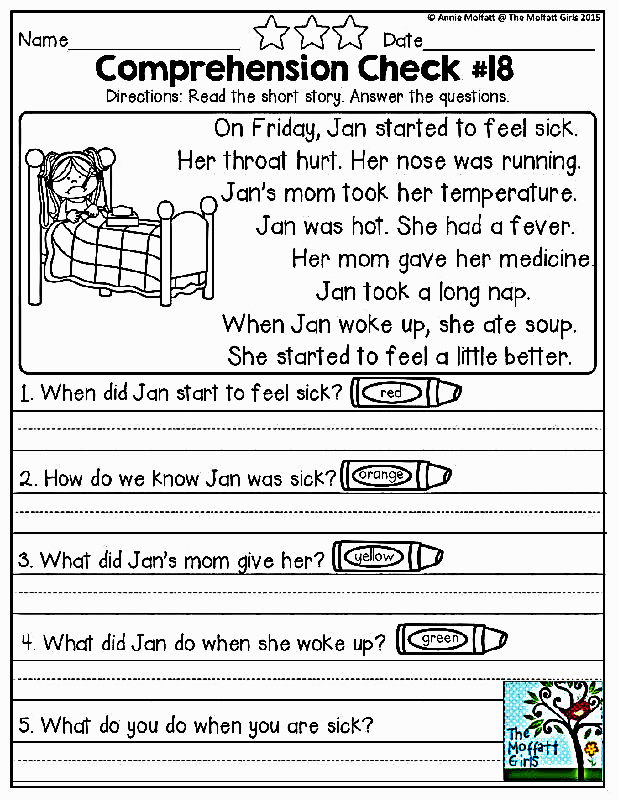 © Annie Moffatt @ The Moffatt Girls 2015
Name____________________ Date____________________
Comprehension Check #18
Directions: Read the short story. Answer the questions.
On Friday, Jan started to feel sick.
Her throat hurt. Her nose was running.
Jan's mom took her temperature.
Jan was hot. She had a fever.
Her mom gave her medicine.
Jan took a long nap.
When Jan woke up, she ate soup.
She started to feel a little better.
1. When did Jan start to feel sick? red
2. How do we know Jan was sick? orange
3. What did Jan's mom give her? yellow
4. What did Jan do when she woke up? green
5. What do you do when you are sick?
The
Moffatt
Girls